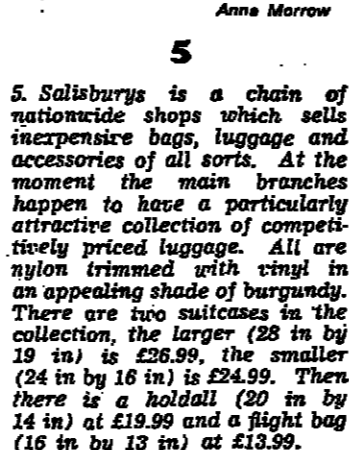 Anne Morrow
5
5. Salisburys is a chain of
nationwide shops which sells
inexpensive bags, luggage and
accessories of all sorts. At the
moment the main branches
happen to have a particularly
attractive collection of competi-
tively priced luggage. All are
nylon trimmed with vinyl in
an appealing shade of burgundy.
There are two suitcases in the
collection, the larger (28 in by
19 in) is £26.99, the smaller
(24 in by 16 in) is £24.99. Then
there is a holdall (20 in by
14 in) at £19.99 and a flight bag
(16 in by 13 in) at £13.99.